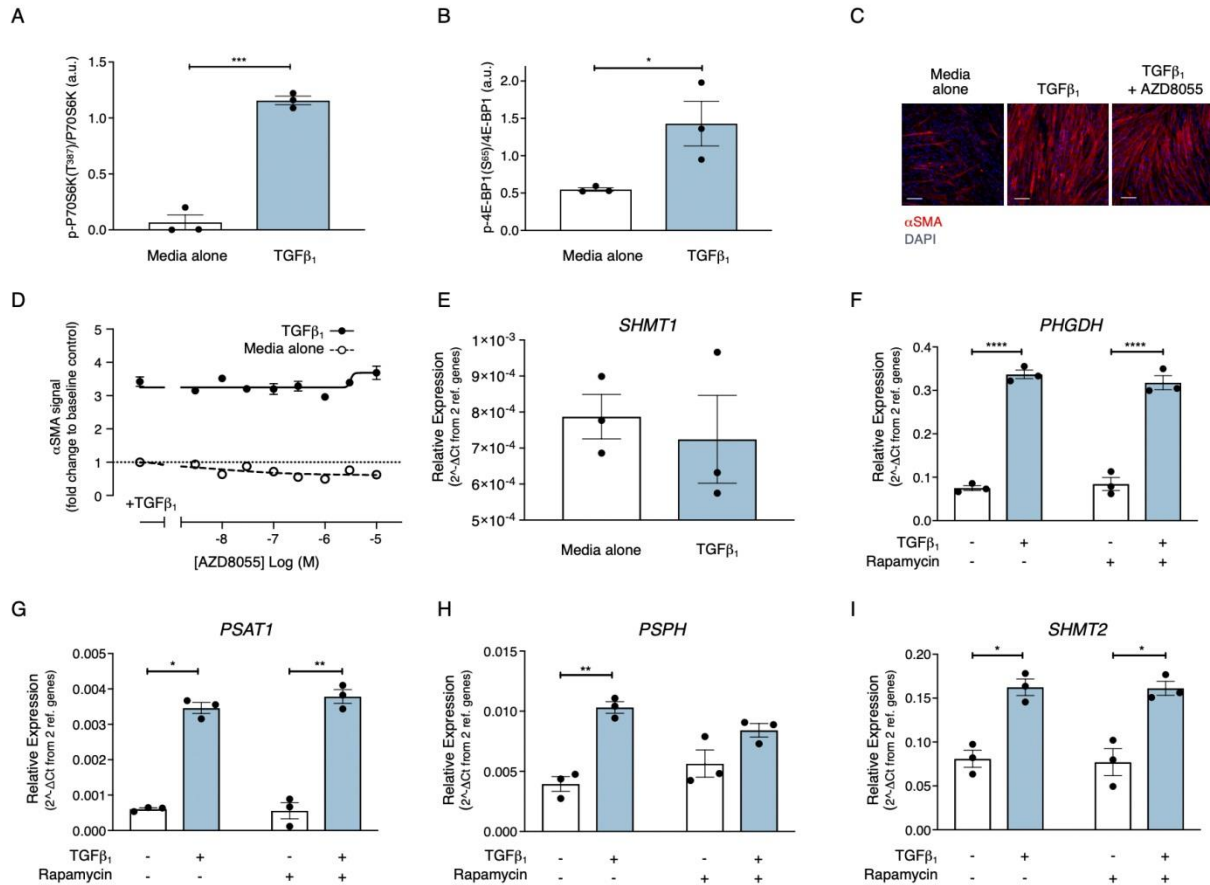 A
p-P70S6K(T³⁸⁷)/P70S6K (a.u.)
1.5
1.0
0.5
0.0
***
Media alone
TGFβ₁
B
p-4E-BP1(S⁶⁵)/4E-BP1 (a.u.)
2.5
2.0
1.5
1.0
0.5
0.0
*
Media alone
TGFβ₁
C
Media
alone
TGFβ₁
TGFβ₁
+ AZD8055
αSMA
DAPI
D
αSMA signal
(fold change to baseline control)
5
4
3
2
1
0
TGFβ₁
Media alone
+TGFβ₁
-8
-7
-6
-5
[AZD8055] Log (M)
E
SHMT1
Relative Expression
(2^-ΔCt from 2 ref. genes)
1×10⁻³
9×10⁻⁴
8×10⁻⁴
7×10⁻⁴
6×10⁻⁴
5×10⁻⁴
Media alone
TGFβ₁
F
PHGDH
Relative Expression
(2^-ΔCt from 2 ref. genes)
0.4
0.3
0.2
0.1
0.0
**** ****
TGFβ₁ - + - +
Rapamycin - - + +
G
PSAT1
Relative Expression
(2^-ΔCt from 2 ref. genes)
0.005
0.004
0.003
0.002
0.001
0.000
* **
TGFβ₁ - + - +
Rapamycin - - + +
H
PSPH
Relative Expression
(2^-ΔCt from 2 ref. genes)
0.015
0.010
0.005
0.000
**
TGFβ₁ - + - +
Rapamycin - - + +
I
SHMT2
Relative Expression
(2^-ΔCt from 2 ref. genes)
0.20
0.15
0.10
0.05
0.00
* *
TGFβ₁ - + - +
Rapamycin - - + +